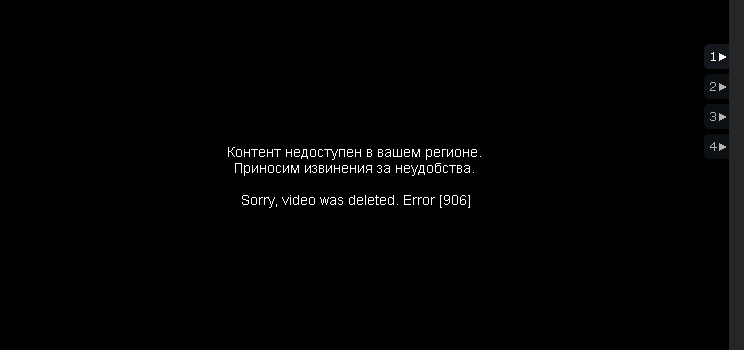 1►
2►
3►
4►
Контент недоступен в вашем регионе.
Приносим извинения за неудобства.
Sorry, video was deleted. Error [906]